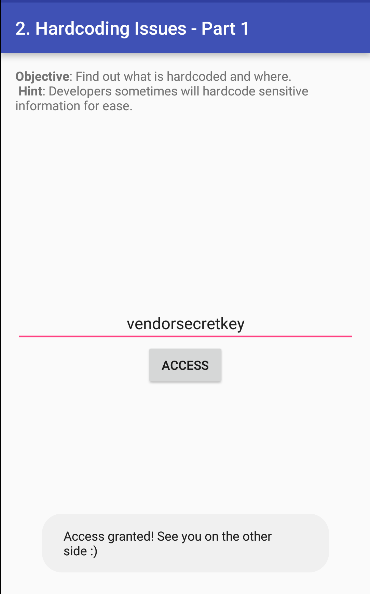 2. Hardcoding Issues - Part 1
Objective: Find out what is hardcoded and where.
Hint: Developers sometimes will hardcode sensitive
information for ease.
vendorsecretkey
ACCESS
Access granted! See you on the other
side :)